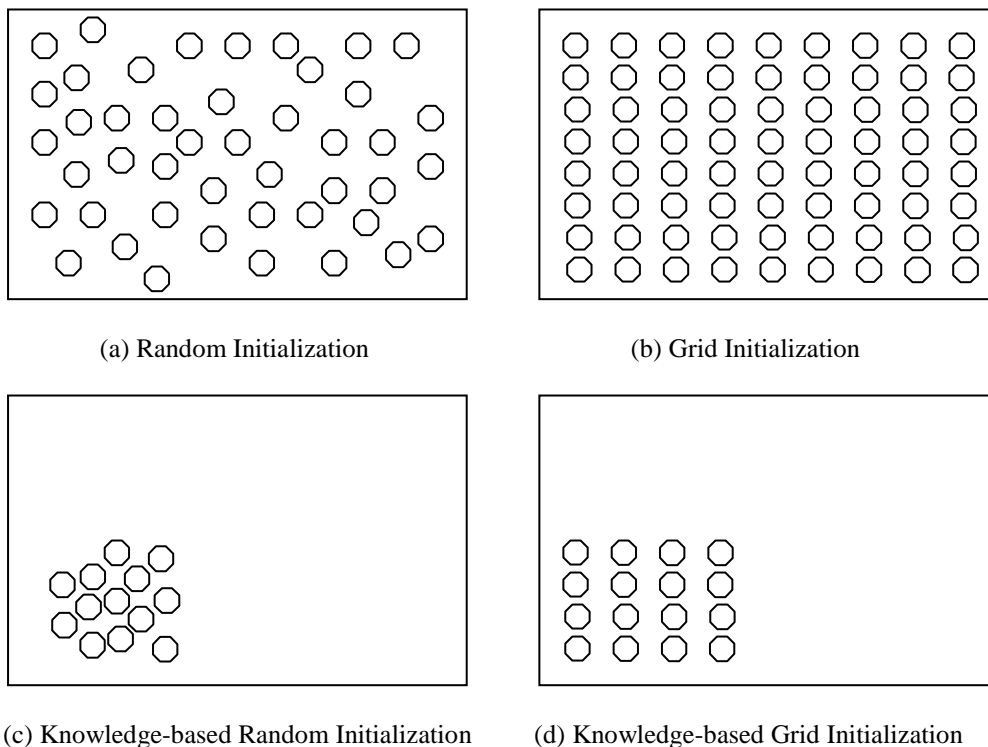 (a) Random Initialization
(b) Grid Initialization
(c) Knowledge-based Random Initialization
(d) Knowledge-based Grid Initialization